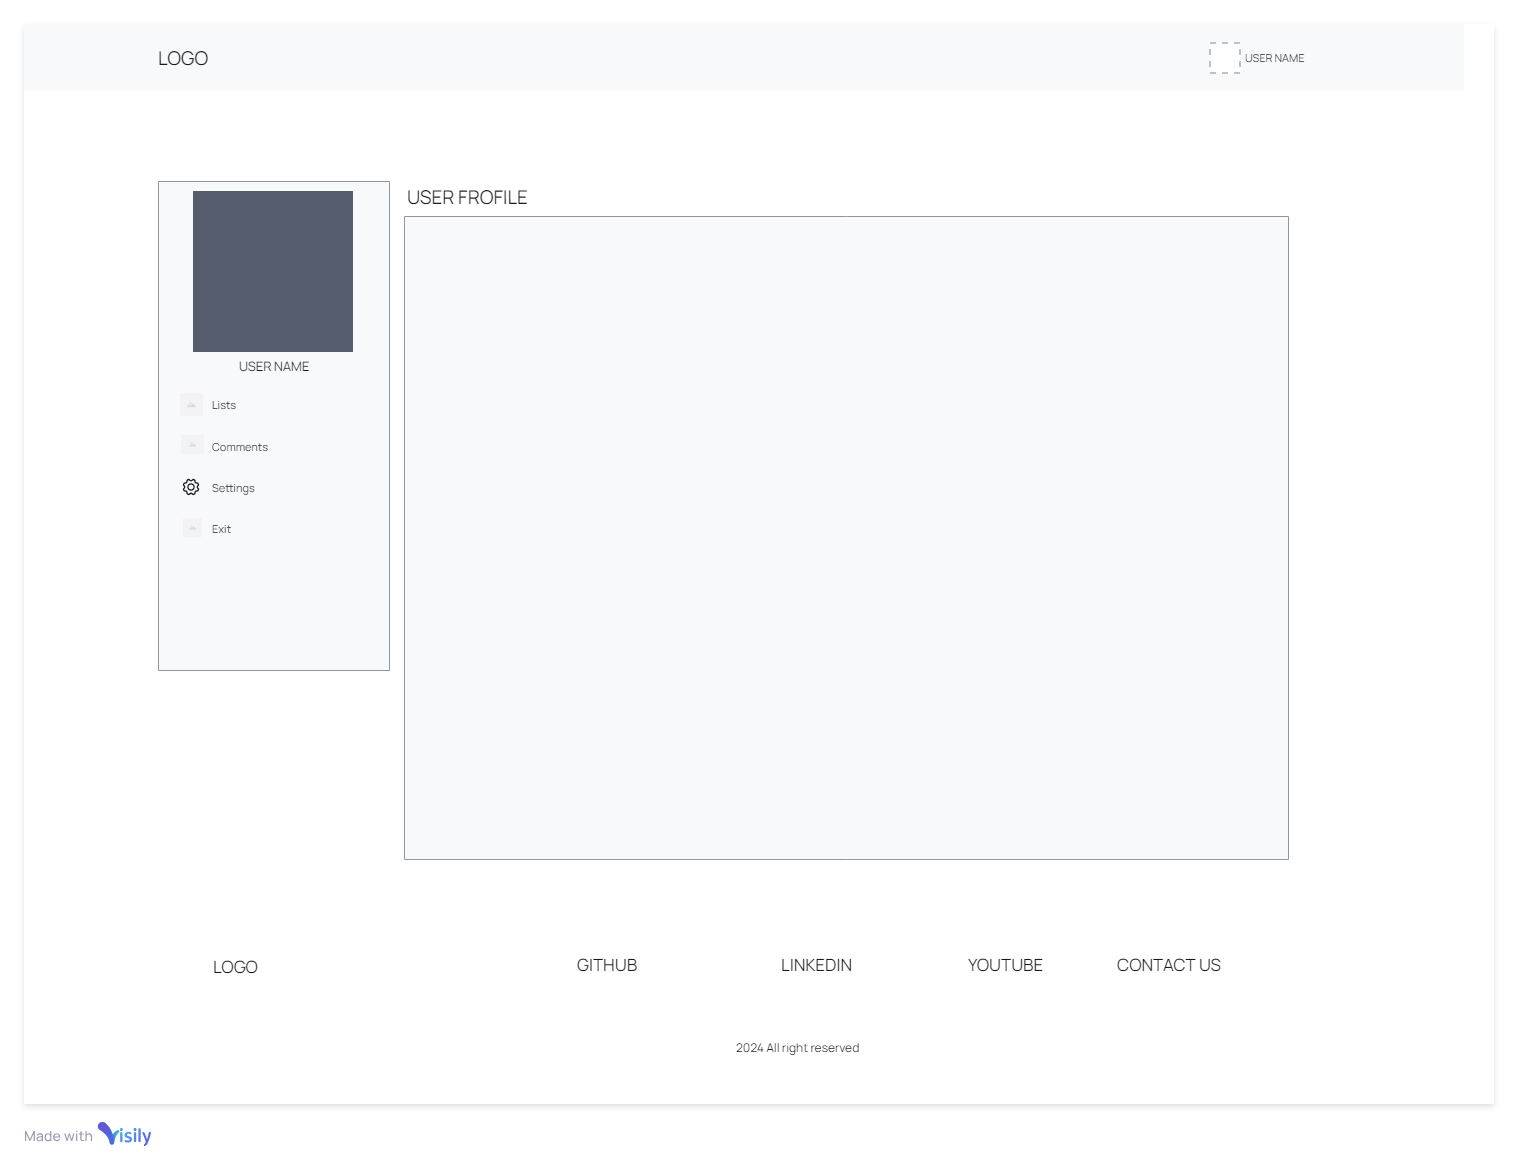 LOGO
USER NAME
USER FROFILE
USER NAME
Lists
Comments
Settings
Exit
LOGO
GITHUB
LINKEDIN
YOUTUBE
CONTACT US
2024 All right reserved
Made with Visily